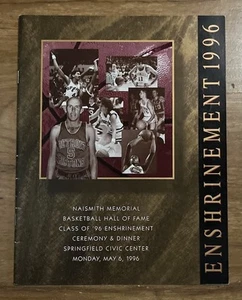 ENSHRINEMENT 1996
NAISMITH MEMORIAL
BASKETBALL HALL OF FAME
CLASS OF '96 ENSHRINEMENT
CEREMONY & DINNER
SPRINGFIELD CIVIC CENTER
MONDAY, MAY 6, 1996